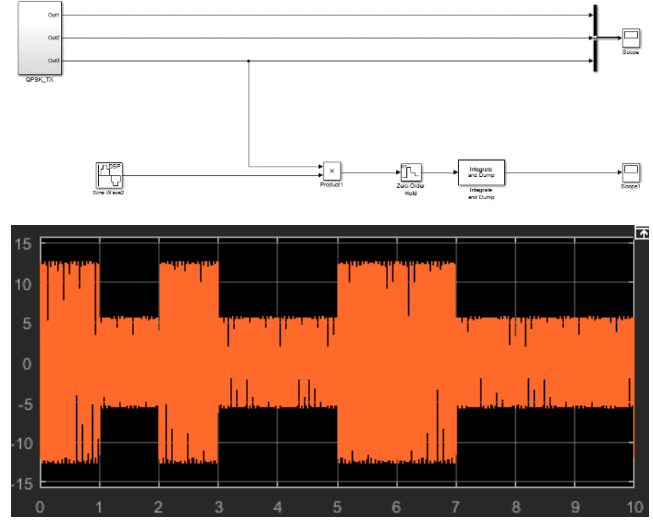 Out1
Out2
Out3
QPSK_TX
Scope
DSP
Sine Wave2
×
Product1
Zero-Order
Hold
Integrate
and Dump
Integrate
and Dump
Scope1
15
10
5
0
-5
-10
-15
0 1 2 3 4 5 6 7 8 9 10